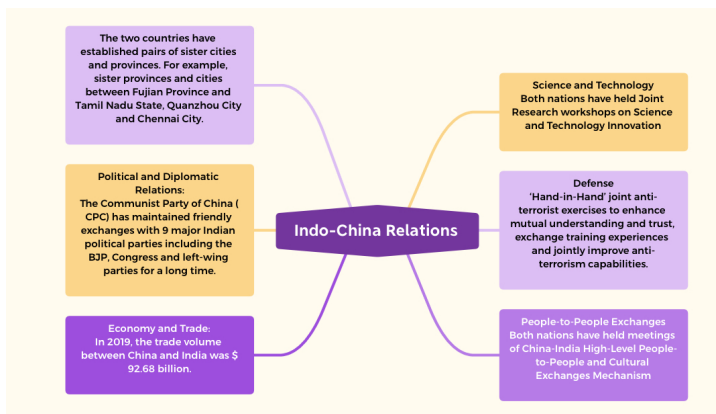 The two countries have
established pairs of sister cities
and provinces. For example,
sister provinces and cities
between Fujian Province and
Tamil Nadu State, Quanzhou City
and Chennai City.
Political and Diplomatic
Relations:
The Communist Party of China (
CPC) has maintained friendly
exchanges with 9 major Indian
political parties including the
BJP, Congress and left-wing
parties for a long time.
Economy and Trade:
In 2019, the trade volume
between China and India was $
92.68 billion.
Indo-China Relations
Science and Technology
Both nations have held Joint
Research workshops on Science
and Technology Innovation
Defense
‘Hand-in-Hand’ joint anti-
terrorist exercises to enhance
mutual understanding and trust,
exchange training experiences
and jointly improve anti-
terrorism capabilities.
People-to-People Exchanges
Both nations have held meetings
of China-India High-Level People-
to-People and Cultural
Exchanges Mechanism